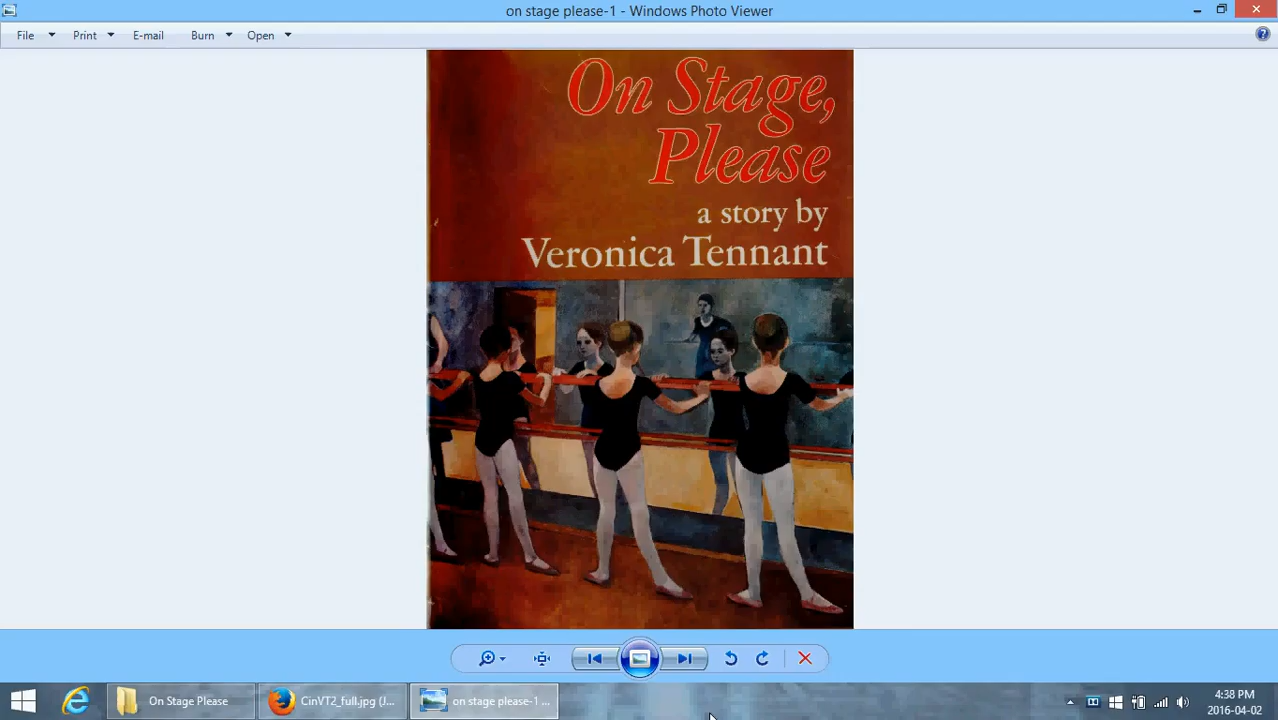 on stage please-1 - Windows Photo Viewer
File Print E-mail Burn Open
On Stage,
Please
a story by
Veronica Tennant
On Stage Please CinVT2_full.jpg (J... on stage please-1 ...
4:38 PM
2016-04-02